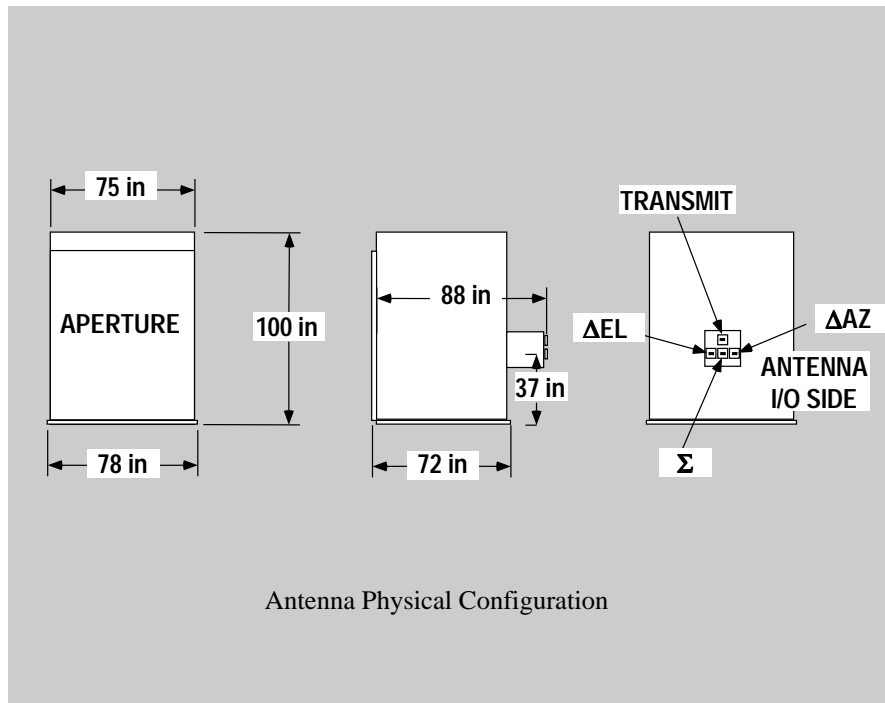 75 in
TRANSMIT
APERTURE
100 in
88 in
ΔEL
ΔAZ
37 in
ANTENNA
I/O SIDE
78 in
72 in
Σ
Antenna Physical Configuration